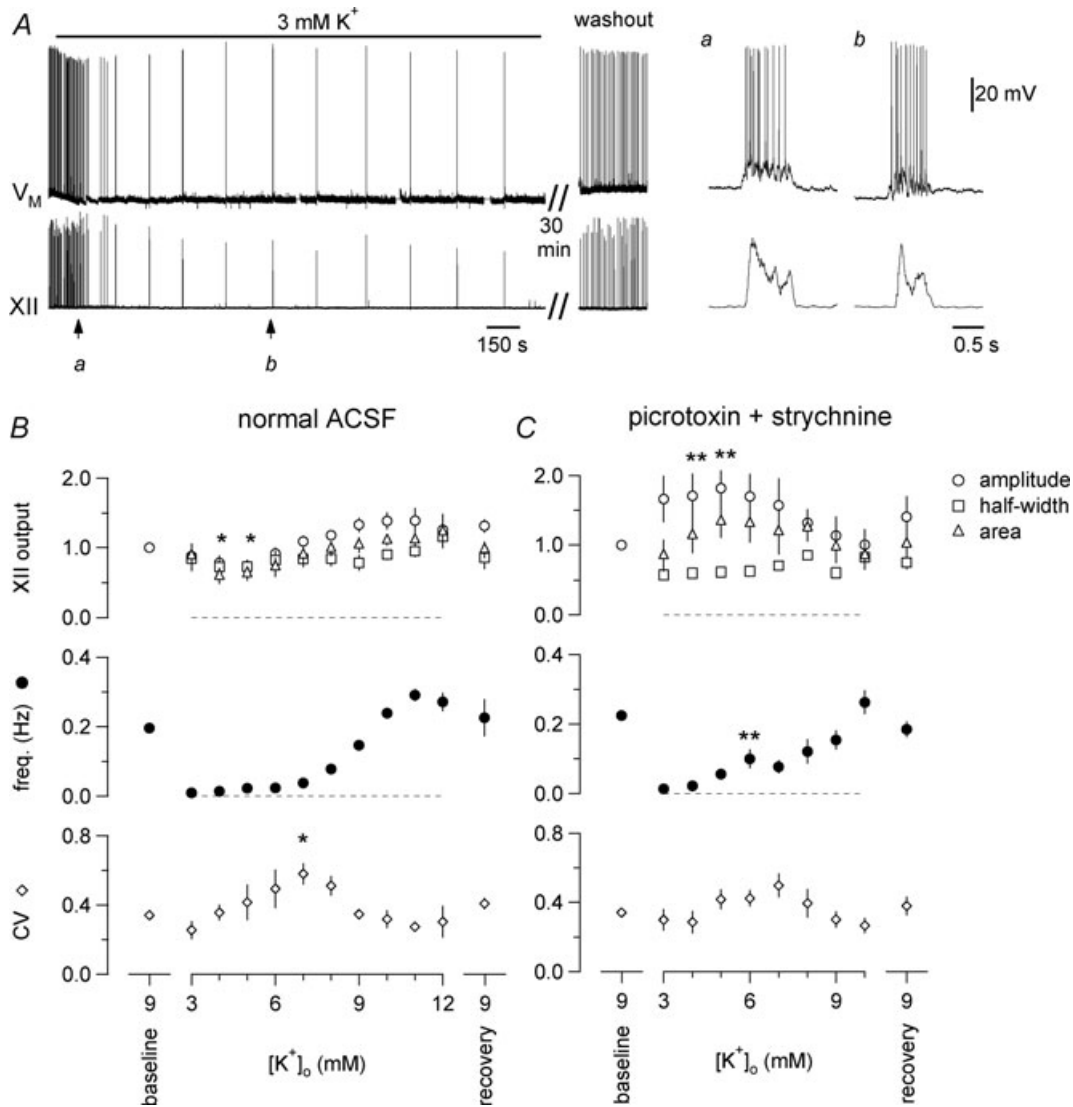 A
3 mM K+
washout
a
b
20 mV
VM
XII
30
min
150 s
0.5 s
a
b
B
normal ACSF
C
picrotoxin + strychnine
amplitude
half-width
area
XII output
2.0
1.0
0.0
* *
2.0
1.0
0.0
** **
freq. (Hz)
0.4
0.2
0.0
0.4
0.2
0.0
**
CV
0.8
0.4
0.0
*
0.8
0.4
0.0
9
3
6
9
12
9
9
3
6
9
9
baseline
[K+]o (mM)
recovery
baseline
[K+]o (mM)
recovery